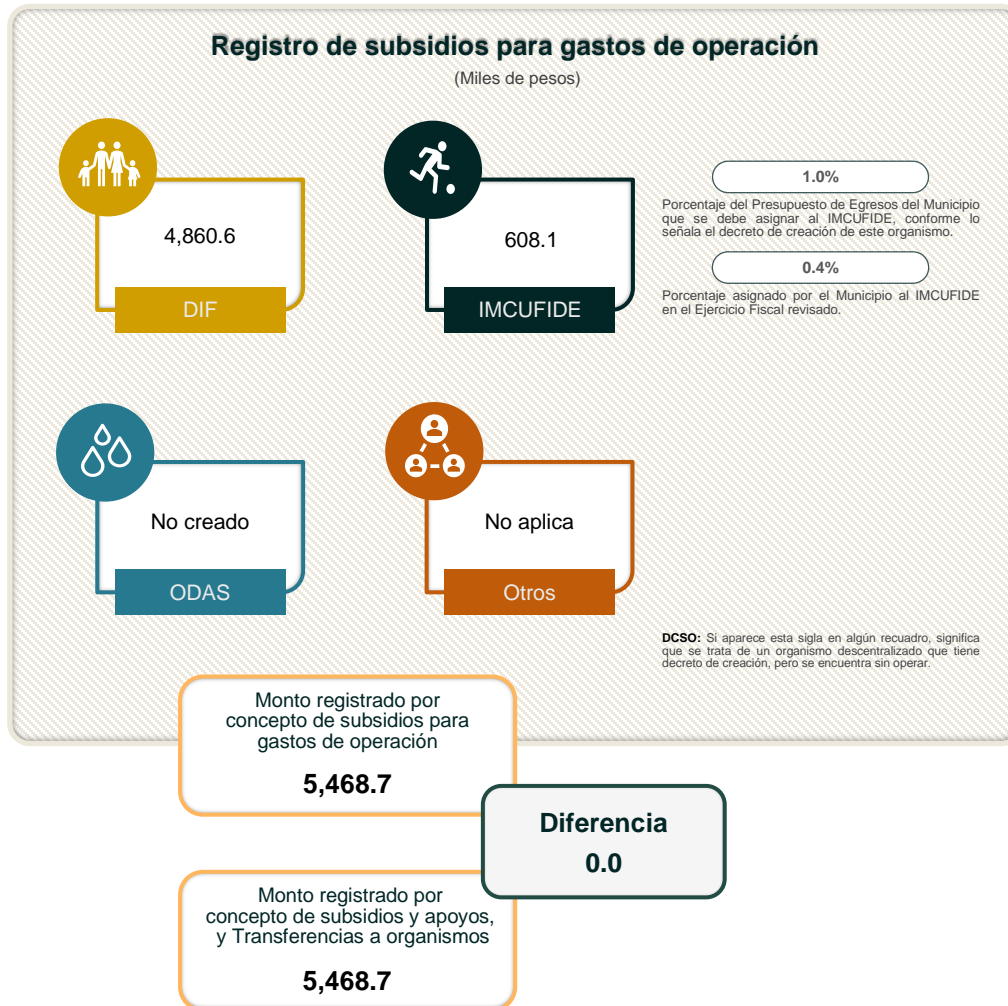 Registro de subsidios para gastos de operación
(Miles de pesos)
4,860.6
DIF
608.1
IMCUFIDE
1.0%
Porcentaje del Presupuesto de Egresos del Municipio
que se debe asignar al IMCUFIDE, conforme lo
señala el decreto de creación de este organismo.
0.4%
Porcentaje asignado por el Municipio al IMCUFIDE
en el Ejercicio Fiscal revisado.
No creado
ODAS
No aplica
Otros
DCSO: Si aparece esta sigla en algún recuadro, significa
que se trata de un organismo descentralizado que tiene
decreto de creación, pero se encuentra sin operar.
Monto registrado por
concepto de subsidios para
gastos de operación
5,468.7
Diferencia
0.0
Monto registrado por
concepto de subsidios y apoyos,
y Transferencias a organismos
5,468.7